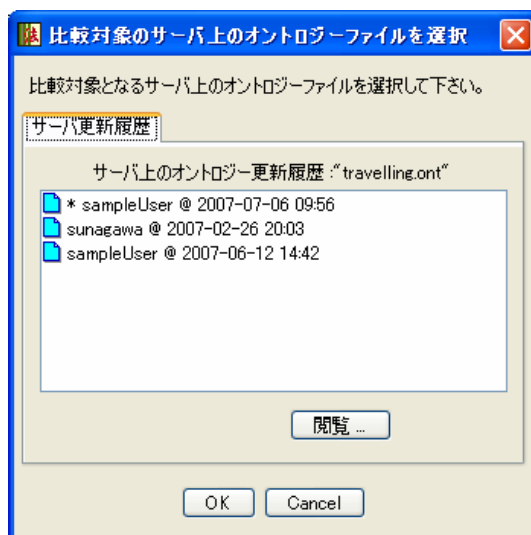 比較対象のサーバ上のオントロジーファイルを選択
比較対象となるサーバ上のオントロジーファイルを選択して下さい。
サーバ更新履歴
サーバ上のオントロジー更新履歴 :"travelling.ont"
* sampleUser @ 2007-07-06 09:56
sunagawa @ 2007-02-26 20:03
sampleUser @ 2007-06-12 14:42
閲覧 ...
OK Cancel